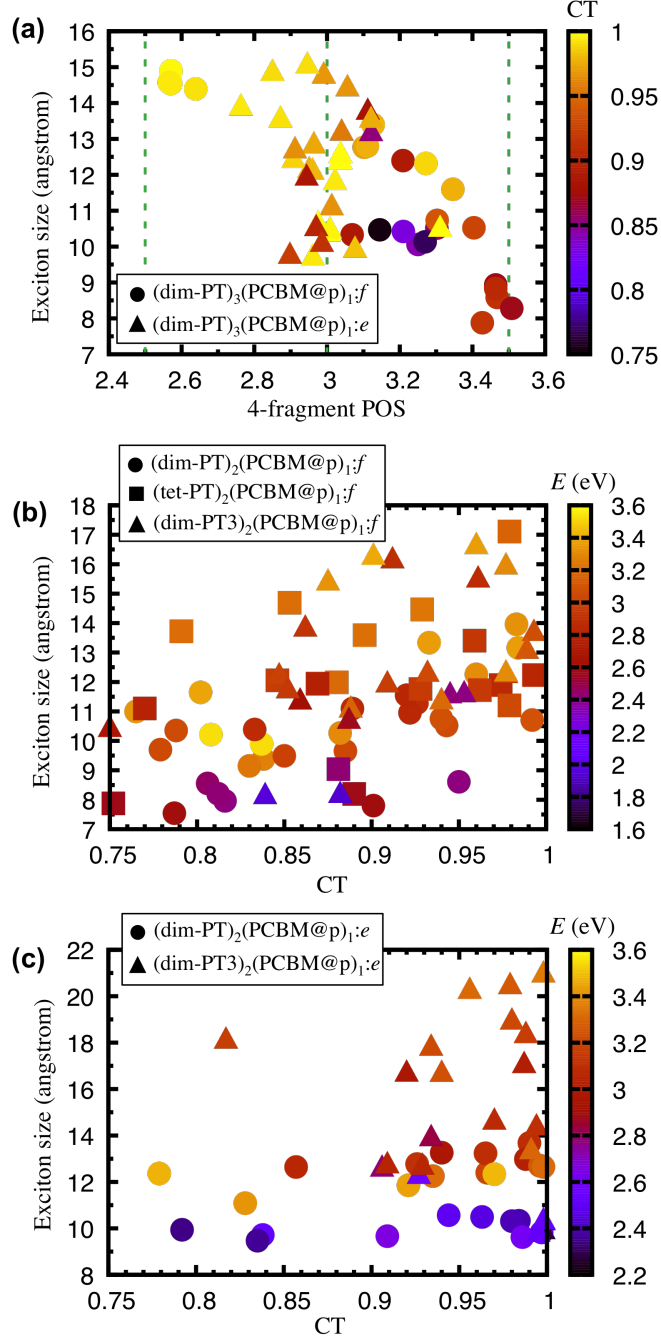 (a)
CT
Exciton size (angstrom)
16
15
14
13
12
11
10
9
8
7
2.4 2.6 2.8 3 3.2 3.4 3.6
4-fragment POS
(dim-PT)3(PCBM@p)1:f
(dim-PT)3(PCBM@p)1:e
1
0.95
0.9
0.85
0.8
0.75
(b)
(dim-PT)2(PCBM@p)1:f
(tet-PT)2(PCBM@p)1:f
(dim-PT3)2(PCBM@p)1:f
E (eV)
Exciton size (angstrom)
18
17
16
15
14
13
12
11
10
9
8
7
0.75 0.8 0.85 0.9 0.95 1
CT
3.6
3.4
3.2
3
2.8
2.6
2.4
2.2
2
1.8
1.6
(c)
(dim-PT)2(PCBM@p)1:e
(dim-PT3)2(PCBM@p)1:e
E (eV)
Exciton size (angstrom)
22
20
18
16
14
12
10
8
0.75 0.8 0.85 0.9 0.95 1
CT
3.6
3.4
3.2
3
2.8
2.6
2.4
2.2